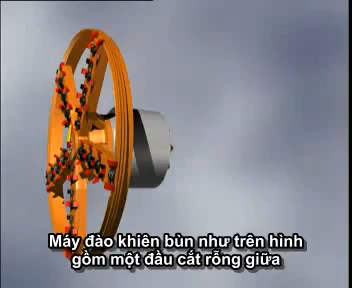 Máy đào khiên bùn như trên hình
gồm một đầu cắt rỗng giữa